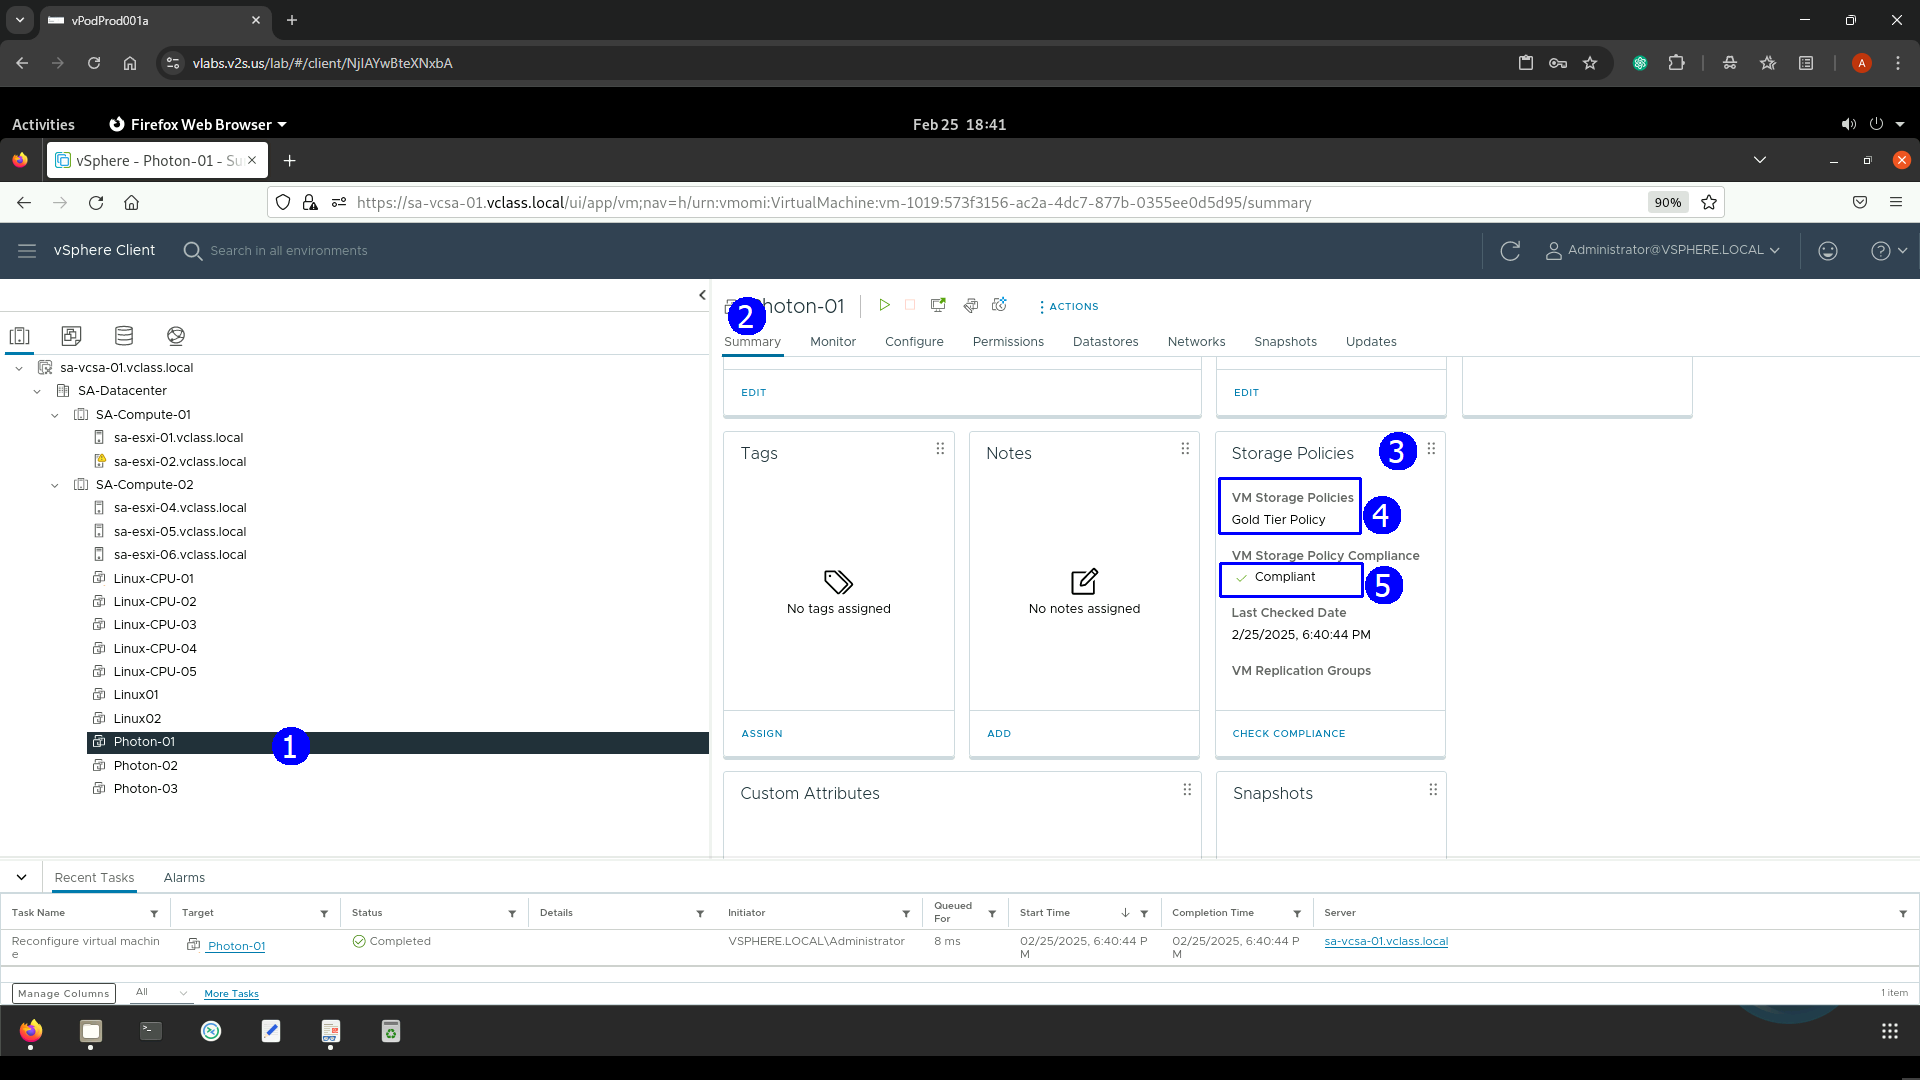 vPodProd001a
vlabs.v2s.us/lab/#/client/NjIAYwBteXNxbA
A
Activities
Firefox Web Browser
Feb 25 18:41
vSphere - Photon-01 - Su
https://sa-vcsa-01.vclass.local/ui/app/vm;nav=h/urn:vmomi:VirtualMachine:vm-1019:573f3156-ac2a-4dc7-877b-0355ee0d5d95/summary
90%
vSphere Client
Search in all environments
Administrator@VSPHERE.LOCAL
sa-vcsa-01.vclass.local
SA-Datacenter
SA-Compute-01
sa-esxi-01.vclass.local
sa-esxi-02.vclass.local
SA-Compute-02
sa-esxi-04.vclass.local
sa-esxi-05.vclass.local
sa-esxi-06.vclass.local
Linux-CPU-01
Linux-CPU-02
Linux-CPU-03
Linux-CPU-04
Linux-CPU-05
Linux01
Linux02
Photon-01
1
Photon-02
Photon-03
2
hoton-01
ACTIONS
Summary Monitor Configure Permissions Datastores Networks Snapshots Updates
EDIT
EDIT
Tags
No tags assigned
ASSIGN
Notes
No notes assigned
ADD
Storage Policies
3
VM Storage Policies
Gold Tier Policy
4
VM Storage Policy Compliance
Compliant
5
Last Checked Date
2/25/2025, 6:40:44 PM
VM Replication Groups
CHECK COMPLIANCE
Custom Attributes
Snapshots
Recent Tasks Alarms
Task Name Target Status Details Initiator Queued For Start Time Completion Time Server
Reconfigure virtual machin
e
Photon-01
Completed
VSPHERE.LOCAL\Administrator
8 ms
02/25/2025, 6:40:44 P
M
02/25/2025, 6:40:44 P
M
sa-vcsa-01.vclass.local
Manage Columns
All
More Tasks
1 item